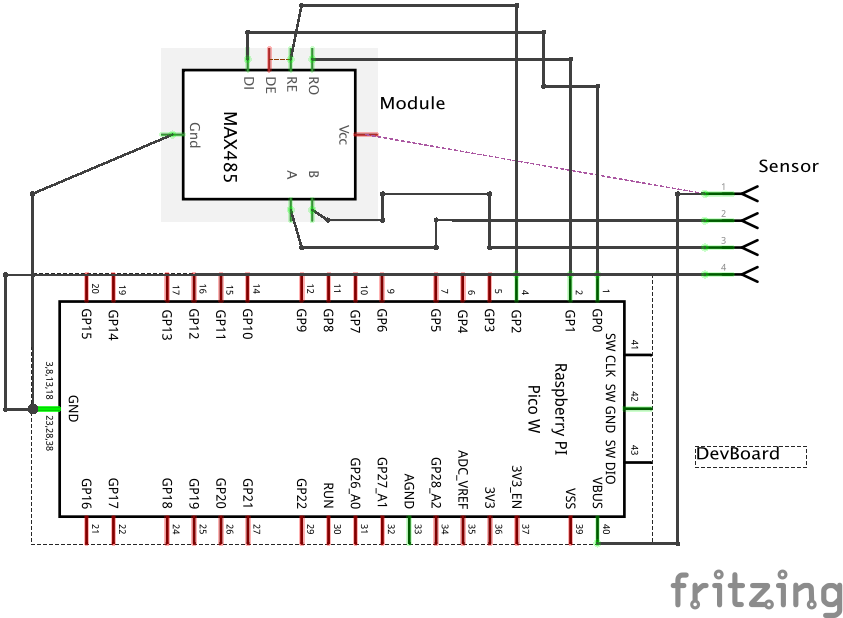 DI
DE
RE
RO
Module
MAX485
Gnd
Vcc
A
B
Sensor
1
2
3
4
20
19
17
16
15
14
12
11
10
9
7
6
5
4
2
1
GP15
GP14
GP13
GP12
GP11
GP10
GP9
GP8
GP7
GP6
GP5
GP4
GP3
GP2
GP1
GP0
SW CLK
41
3,8,13,18
GND
23,28,38
Raspberry PI
Pico W
SW GND
42
SW DIO
43
DevBoard
GP16
GP17
GP18
GP19
GP20
GP21
GP22
RUN
GP26_A0
GP27_A1
AGND
GP28_A2
ADC_VREF
3V3
3V3_EN
VSS
VBUS
21
22
24
25
26
27
29
30
31
32
33
34
35
36
37
39
40
fritzing